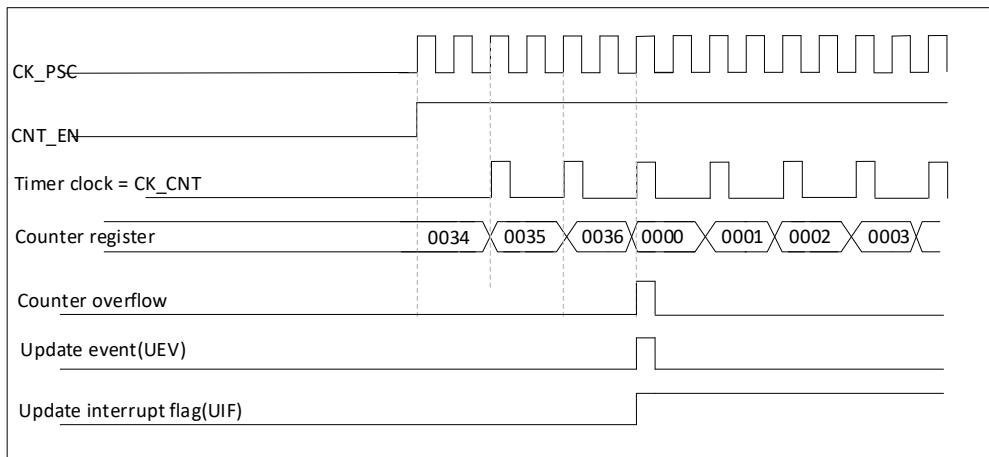 CK_PSC
CNT_EN
Timer clock = CK_CNT
Counter register 0034 0035 0036 0000 0001 0002 0003
Counter overflow
Update event(UEV)
Update interrupt flag(UIF)